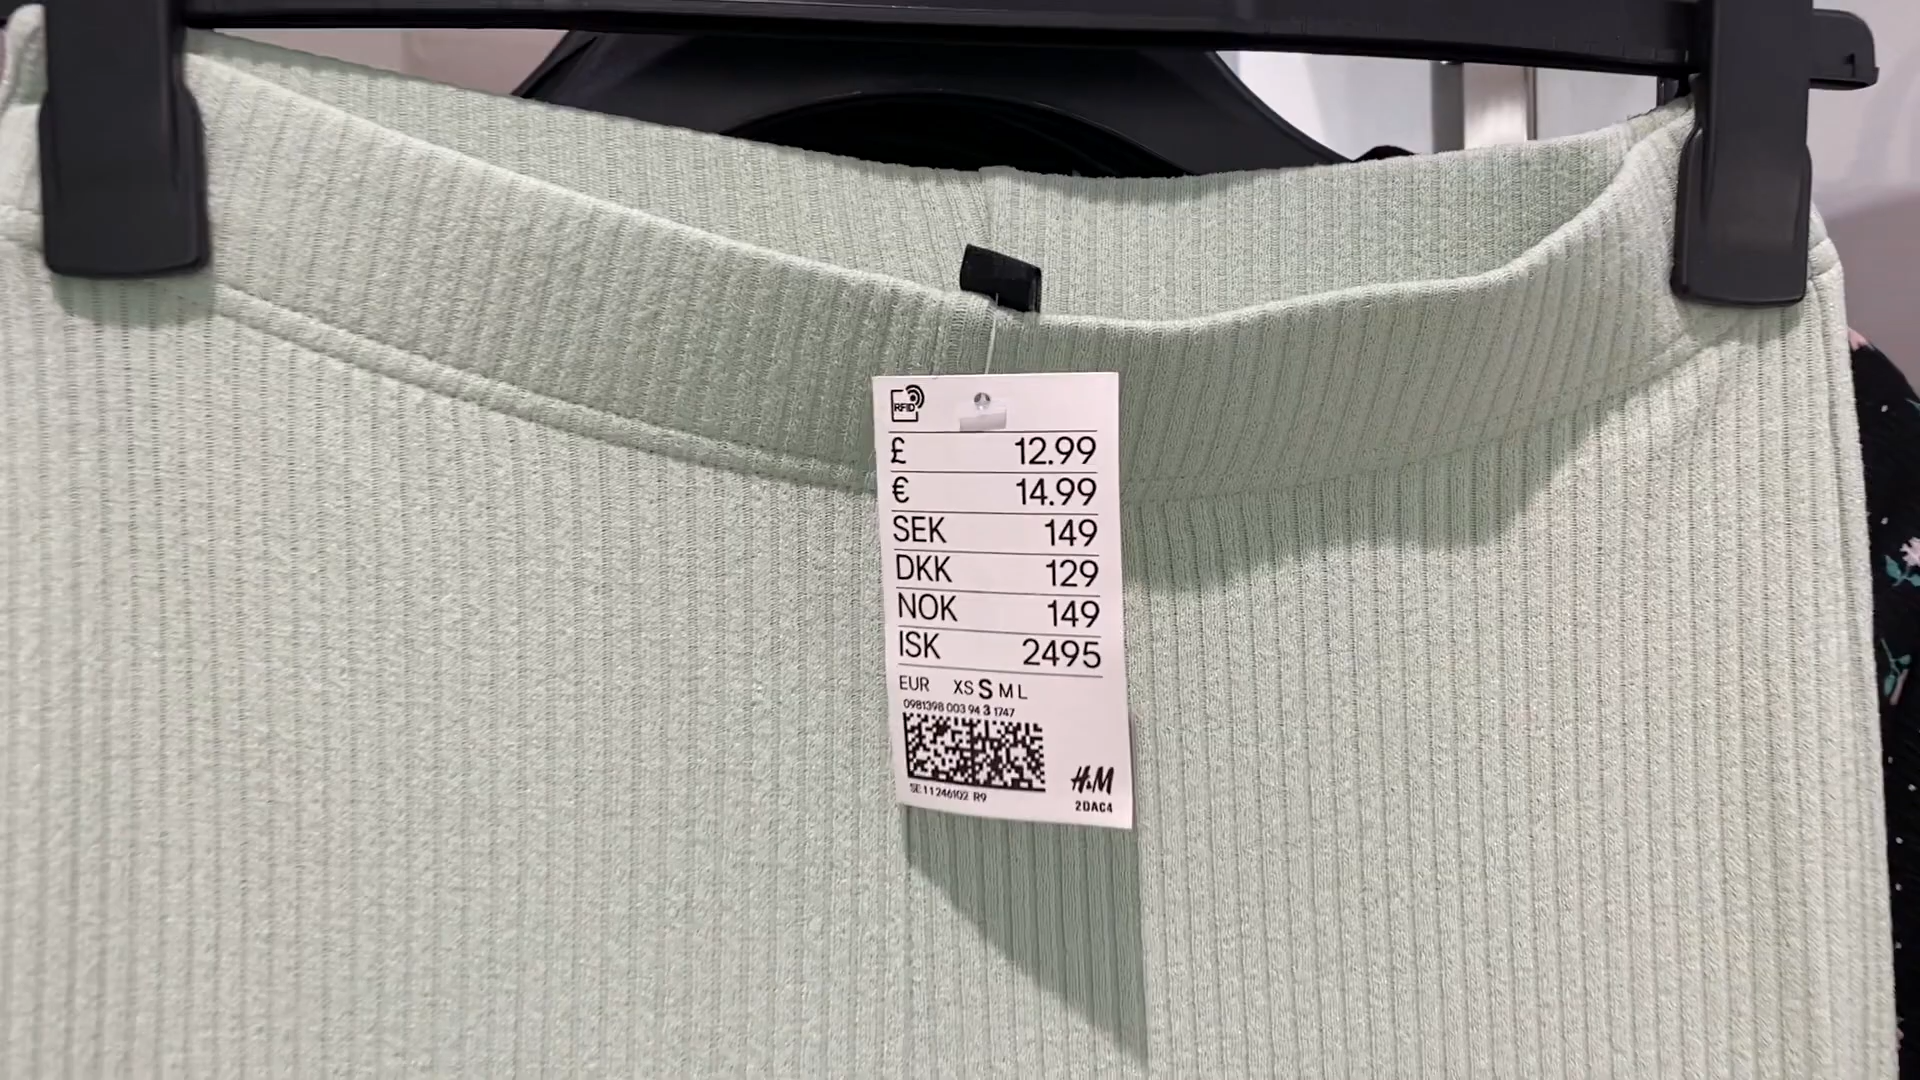 RFID
£ 12.99
€ 14.99
SEK 149
DKK 129
NOK 149
ISK 2495
EUR XS S M L
0981398 003 94 3 1747
SE 11246102 R9
H&M
2DAC4